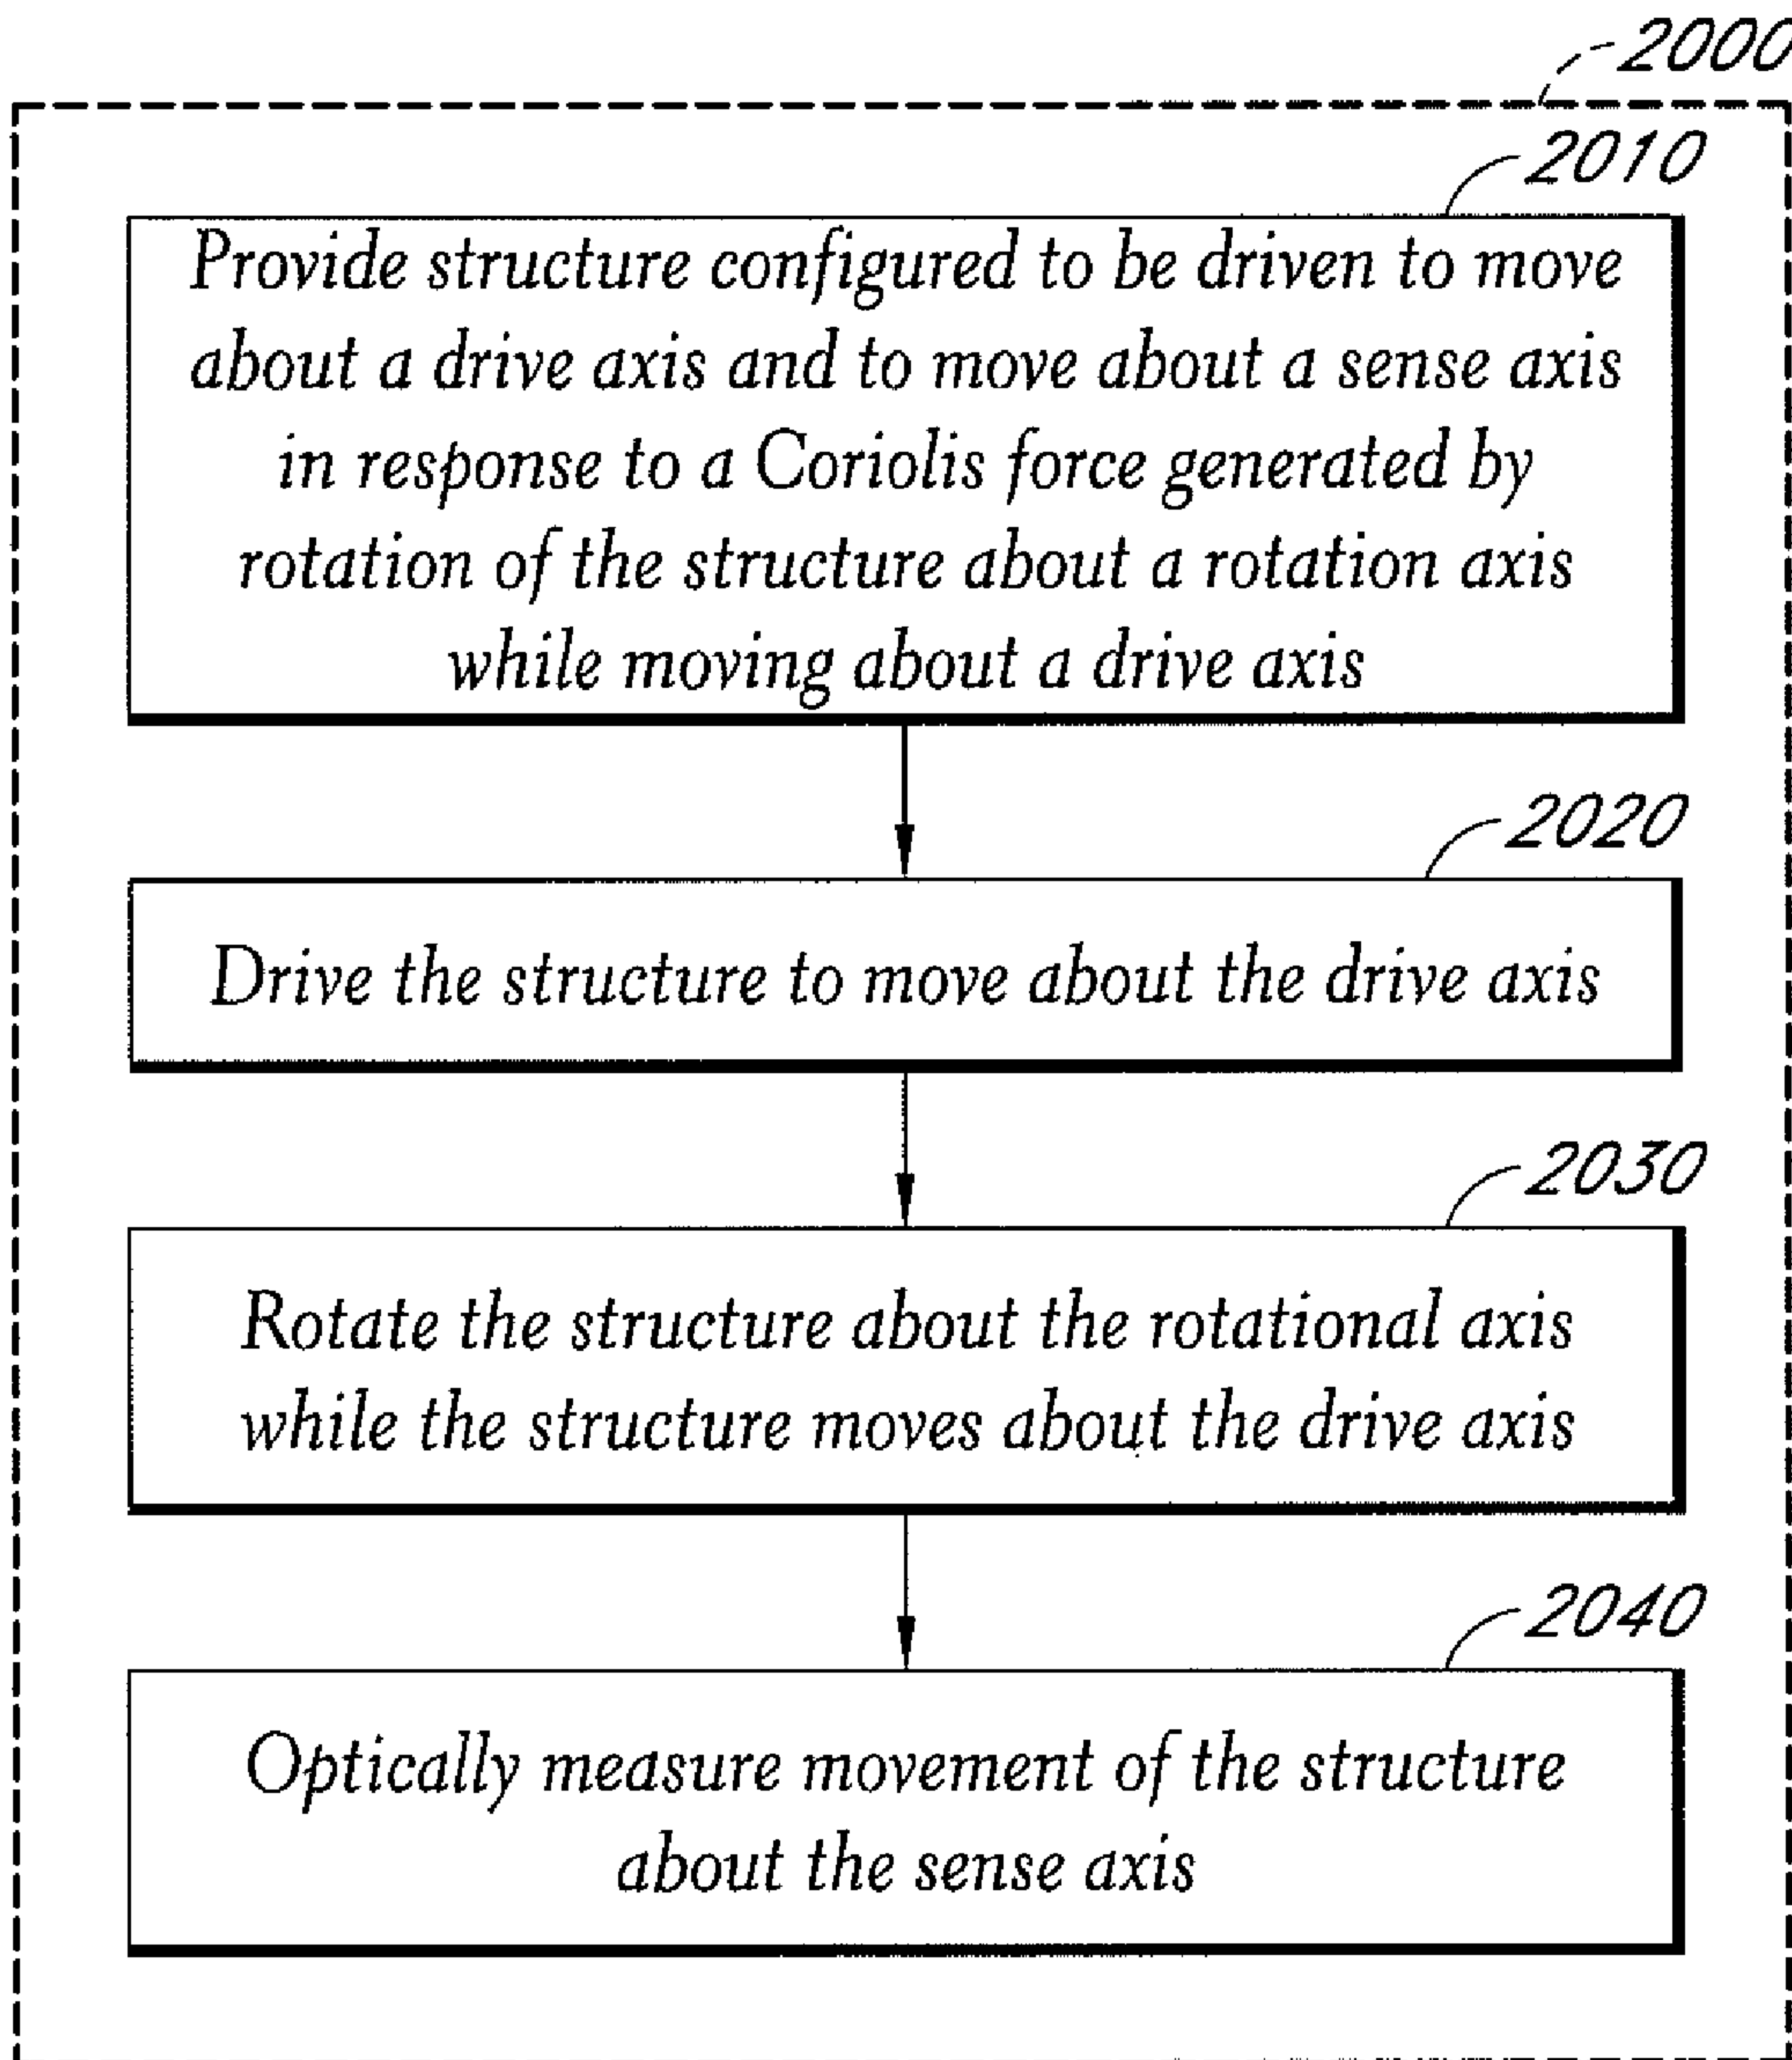 2000
2010
Provide structure configured to be driven to move
about a drive axis and to move about a sense axis
in response to a Coriolis force generated by
rotation of the structure about a rotation axis
while moving about a drive axis
2020
Drive the structure to move about the drive axis
2030
Rotate the structure about the rotational axis
while the structure moves about the drive axis
2040
Optically measure movement of the structure
about the sense axis